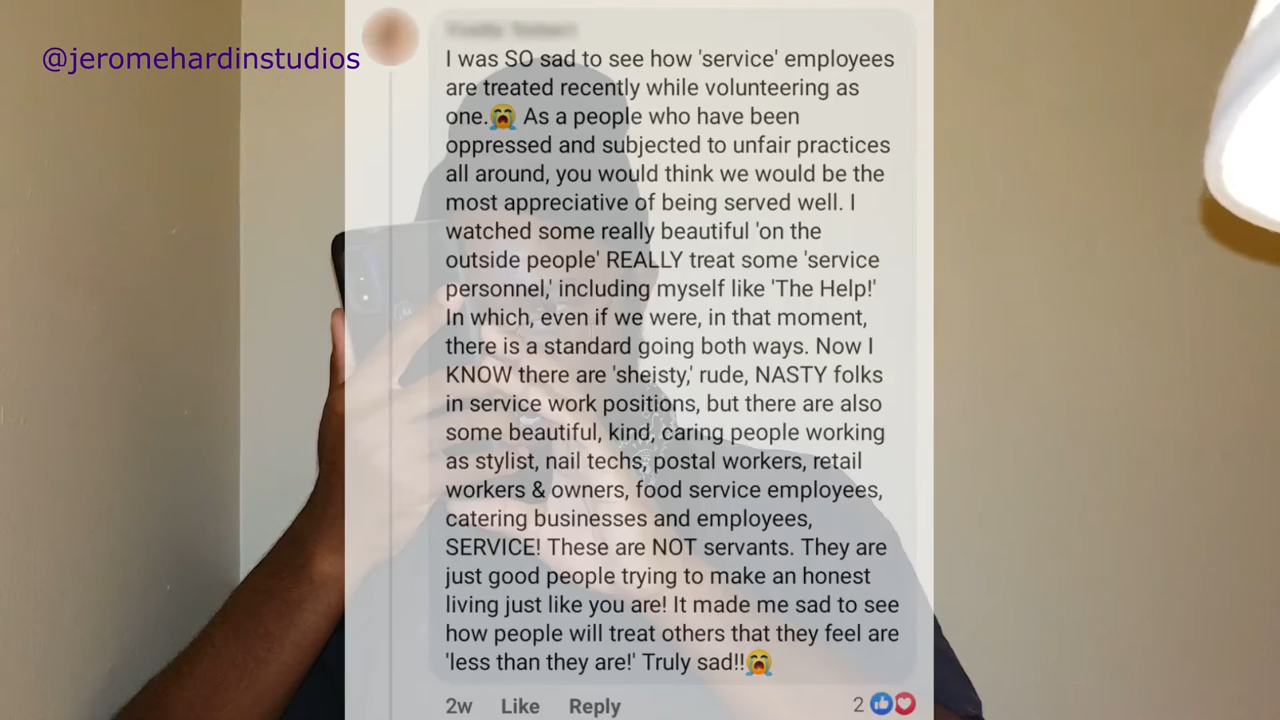 @jeromehardinstudios
I was SO sad to see how 'service' employees
are treated recently while volunteering as
one.😭 As a people who have been
oppressed and subjected to unfair practices
all around, you would think we would be the
most appreciative of being served well. I
watched some really beautiful 'on the
outside people' REALLY treat some 'service
personnel,' including myself like 'The Help!'
In which, even if we were, in that moment,
there is a standard going both ways. Now I
KNOW there are 'sheisty,' rude, NASTY folks
in service work positions, but there are also
some beautiful, kind, caring people working
as stylist, nail techs, postal workers, retail
workers & owners, food service employees,
catering businesses and employees,
SERVICE! These are NOT servants. They are
just good people trying to make an honest
living just like you are! It made me sad to see
how people will treat others that they feel are
'less than they are!' Truly sad!!😭
2w Like Reply 2